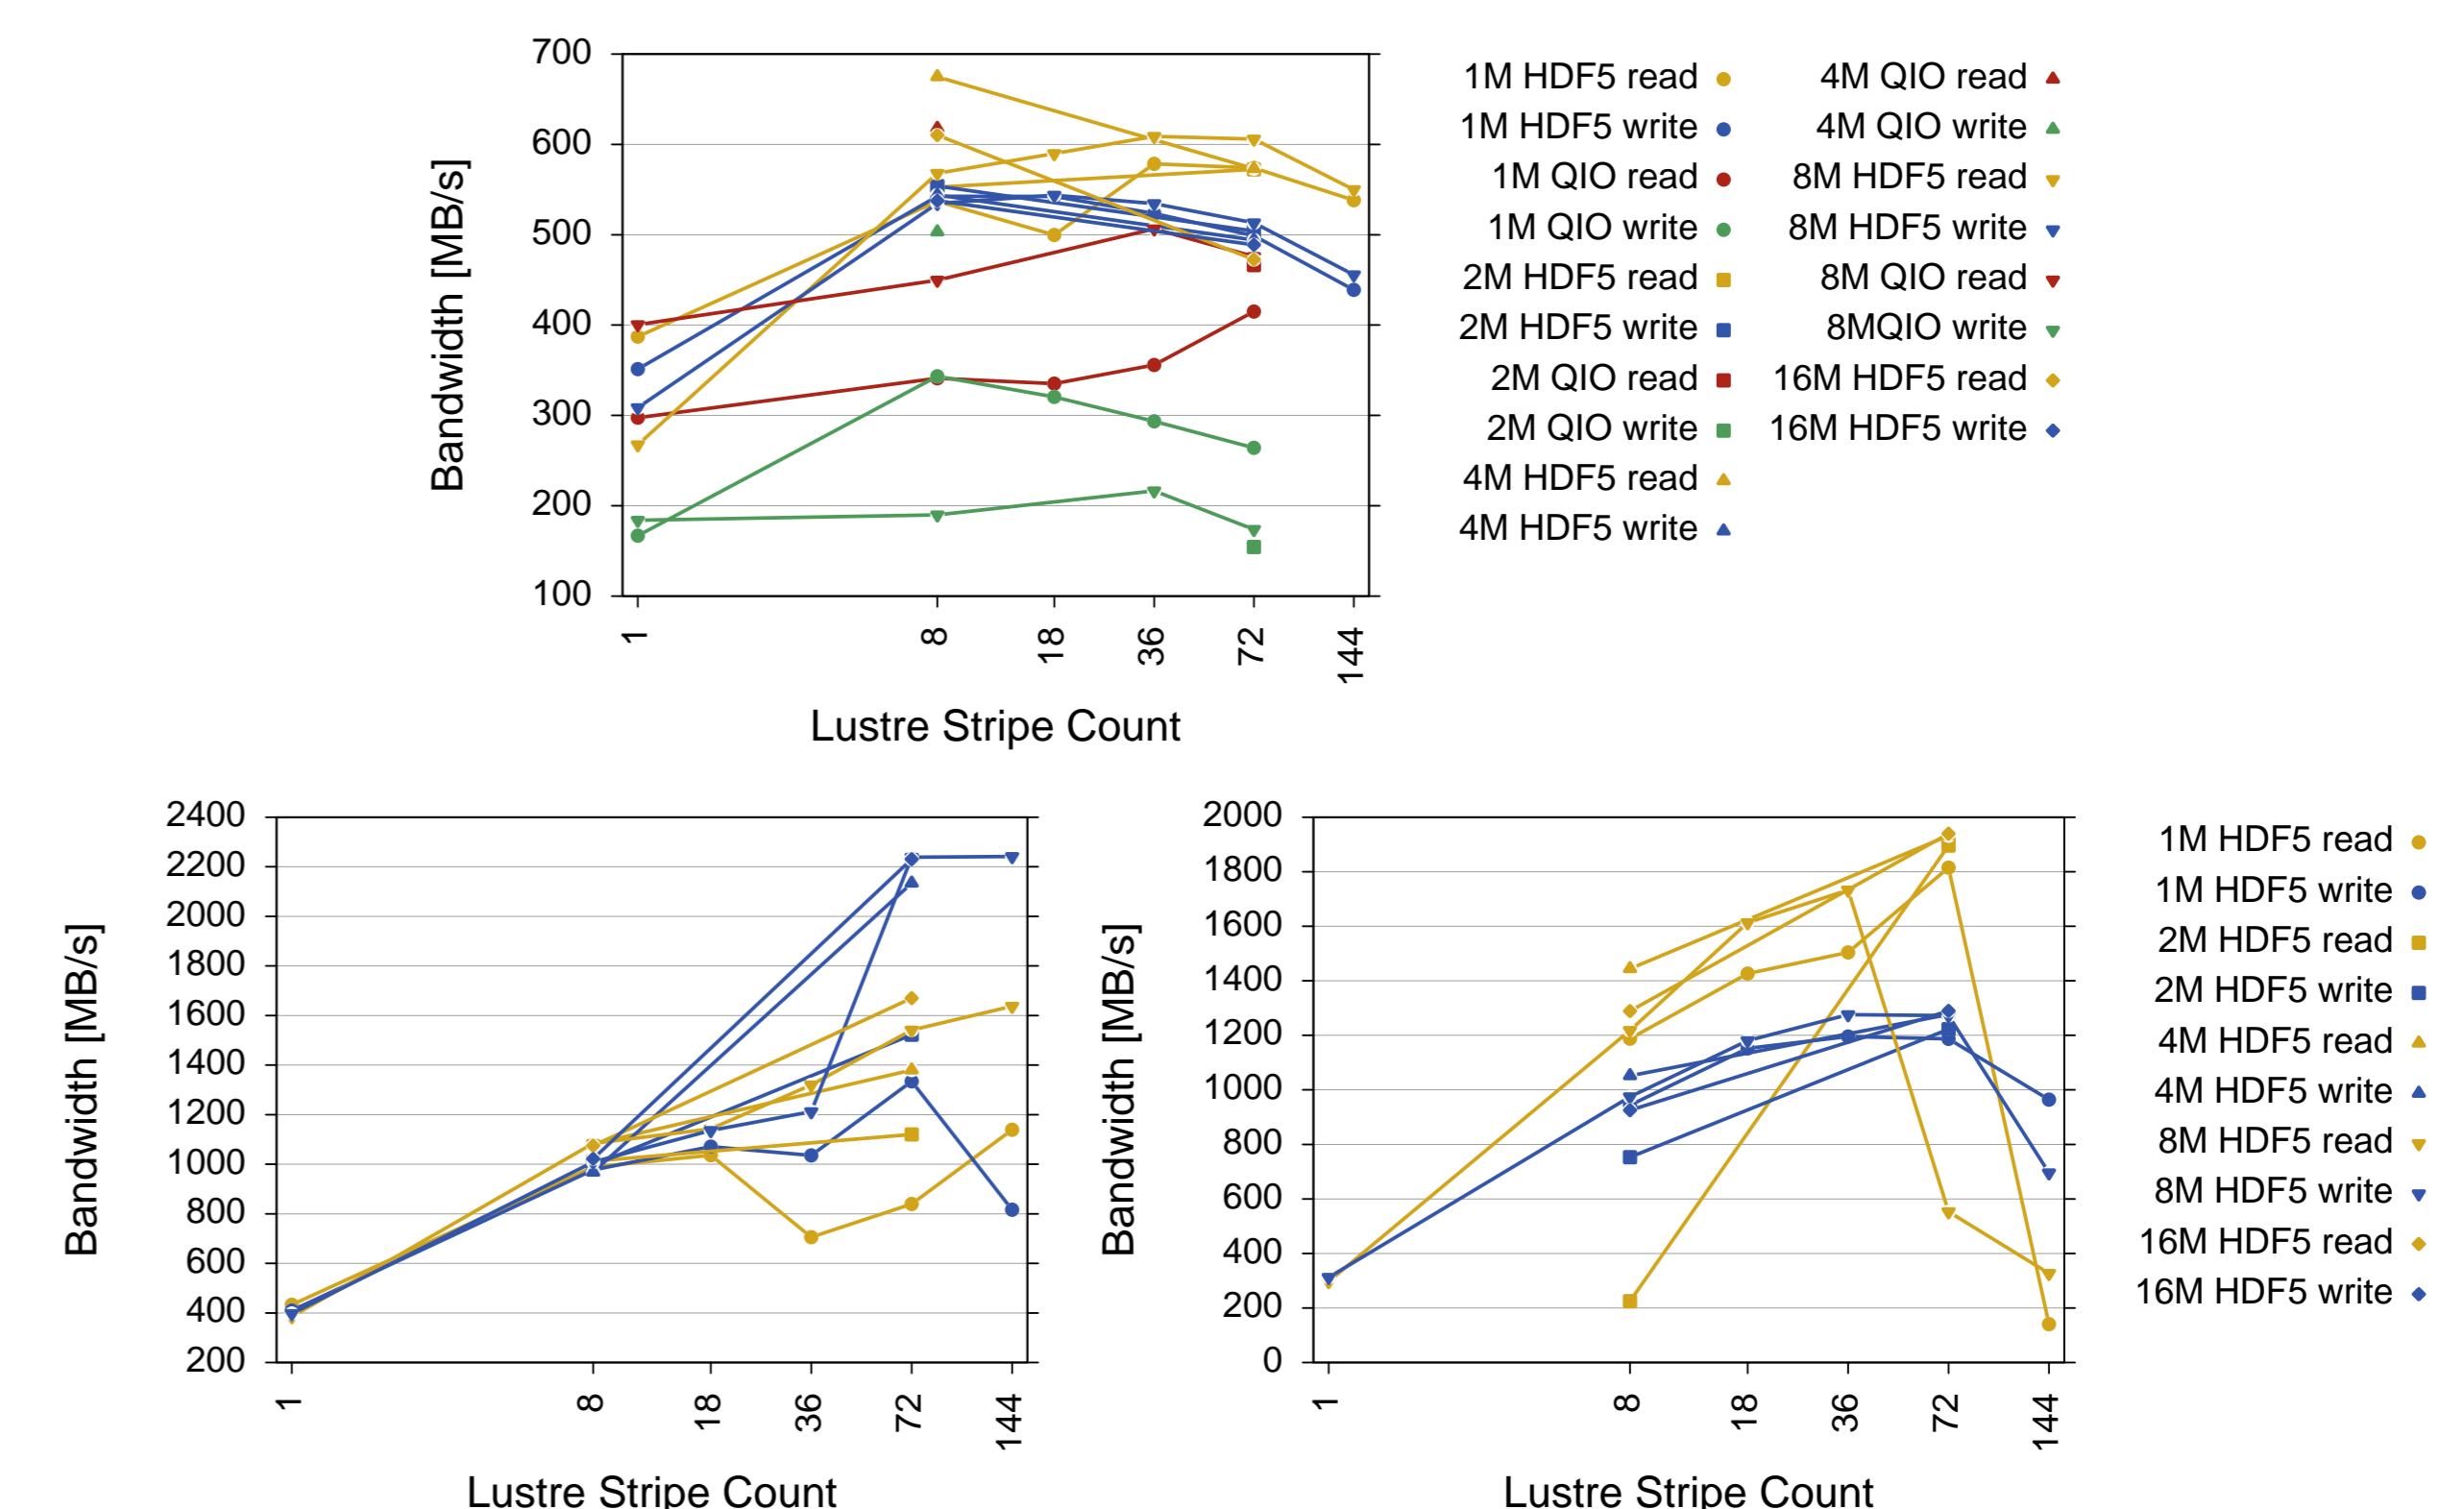 700
600
500
400
300
200
100
Bandwidth [MB/s]
1 8 18 36 72 144
Lustre Stripe Count
1M HDF5 read
1M HDF5 write
1M QIO read
1M QIO write
2M HDF5 read
2M HDF5 write
2M QIO read
2M QIO write
4M HDF5 read
4M HDF5 write
4M QIO read
4M QIO write
8M HDF5 read
8M HDF5 write
8M QIO read
8MQIO write
16M HDF5 read
16M HDF5 write
2400
2200
2000
1800
1600
1400
1200
1000
800
600
400
200
Bandwidth [MB/s]
1 8 18 36 72 144
Lustre Stripe Count
2000
1800
1600
1400
1200
1000
800
600
400
200
0
Bandwidth [MB/s]
1 8 18 36 72 144
Lustre Stripe Count
1M HDF5 read
1M HDF5 write
2M HDF5 read
2M HDF5 write
4M HDF5 read
4M HDF5 write
8M HDF5 read
8M HDF5 write
16M HDF5 read
16M HDF5 write